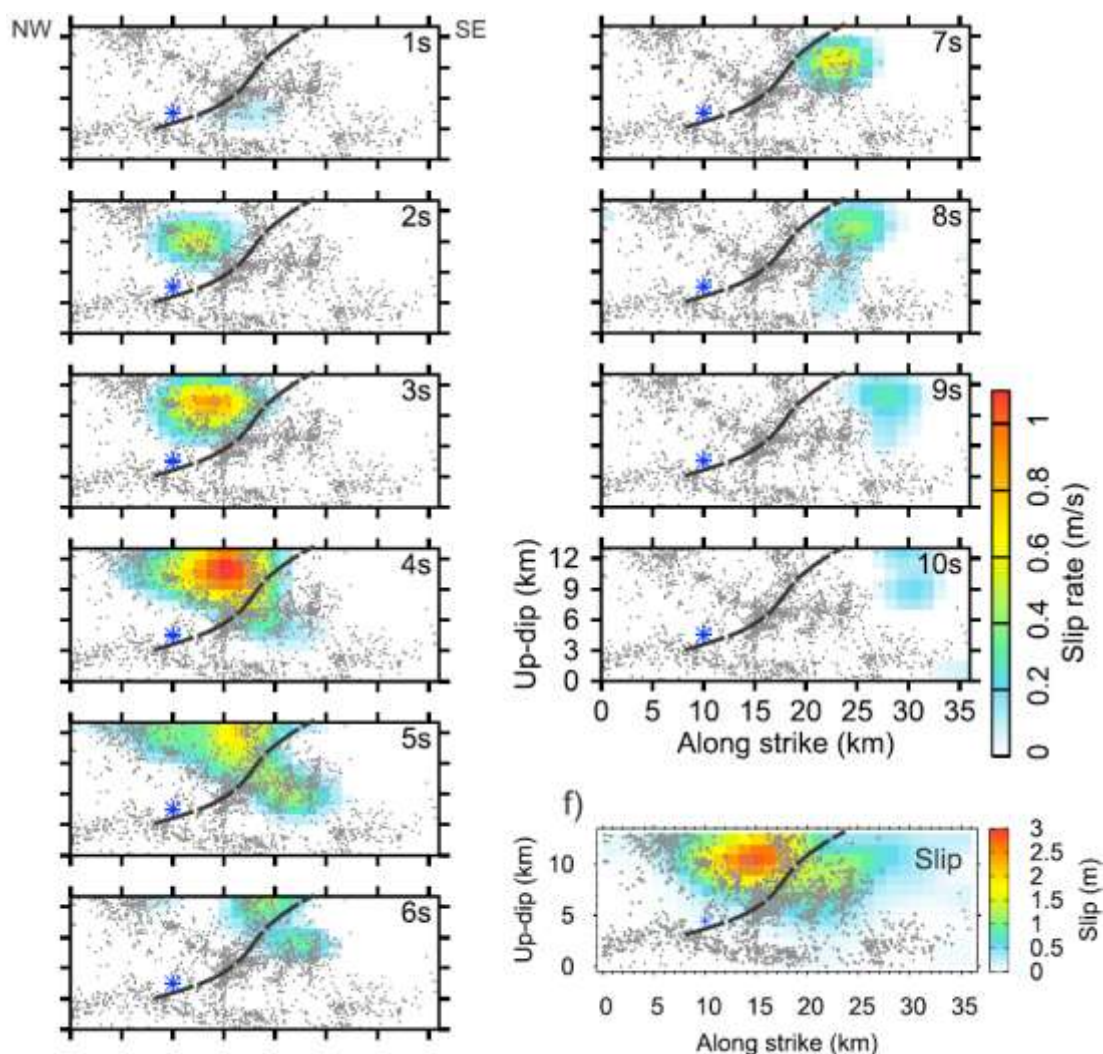 NW
SE
1s
2s
3s
4s
5s
6s
7s
8s
9s
10s
Up-dip (km)
12
9
6
3
0
0 5 10 15 20 25 30 35
Along strike (km)
Slip rate (m/s)
1
0.8
0.6
0.4
0.2
0
f)
Slip
Up-dip (km)
10
5
0
0 5 10 15 20 25 30 35
Along strike (km)
Slip (m)
3
2.5
2
1.5
1
0.5
0